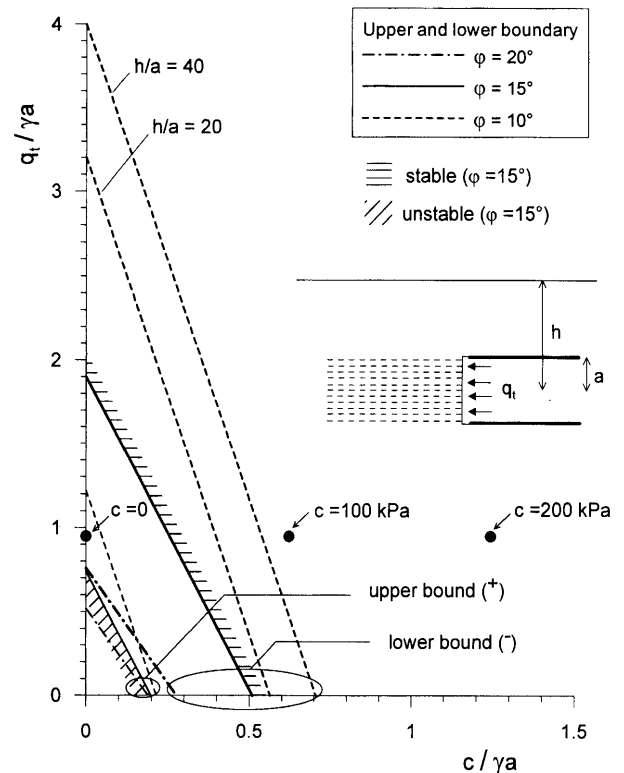 4
Upper and lower boundary
φ = 20°
φ = 15°
φ = 10°
h/a = 40
h/a = 20
q_t / γa
stable (φ =15°)
unstable (φ =15°)
3
h
a
q_t
2
1
c =0
c =100 kPa
c =200 kPa
upper bound (+)
lower bound (-)
0
0
0.5
1
1.5
c / γa